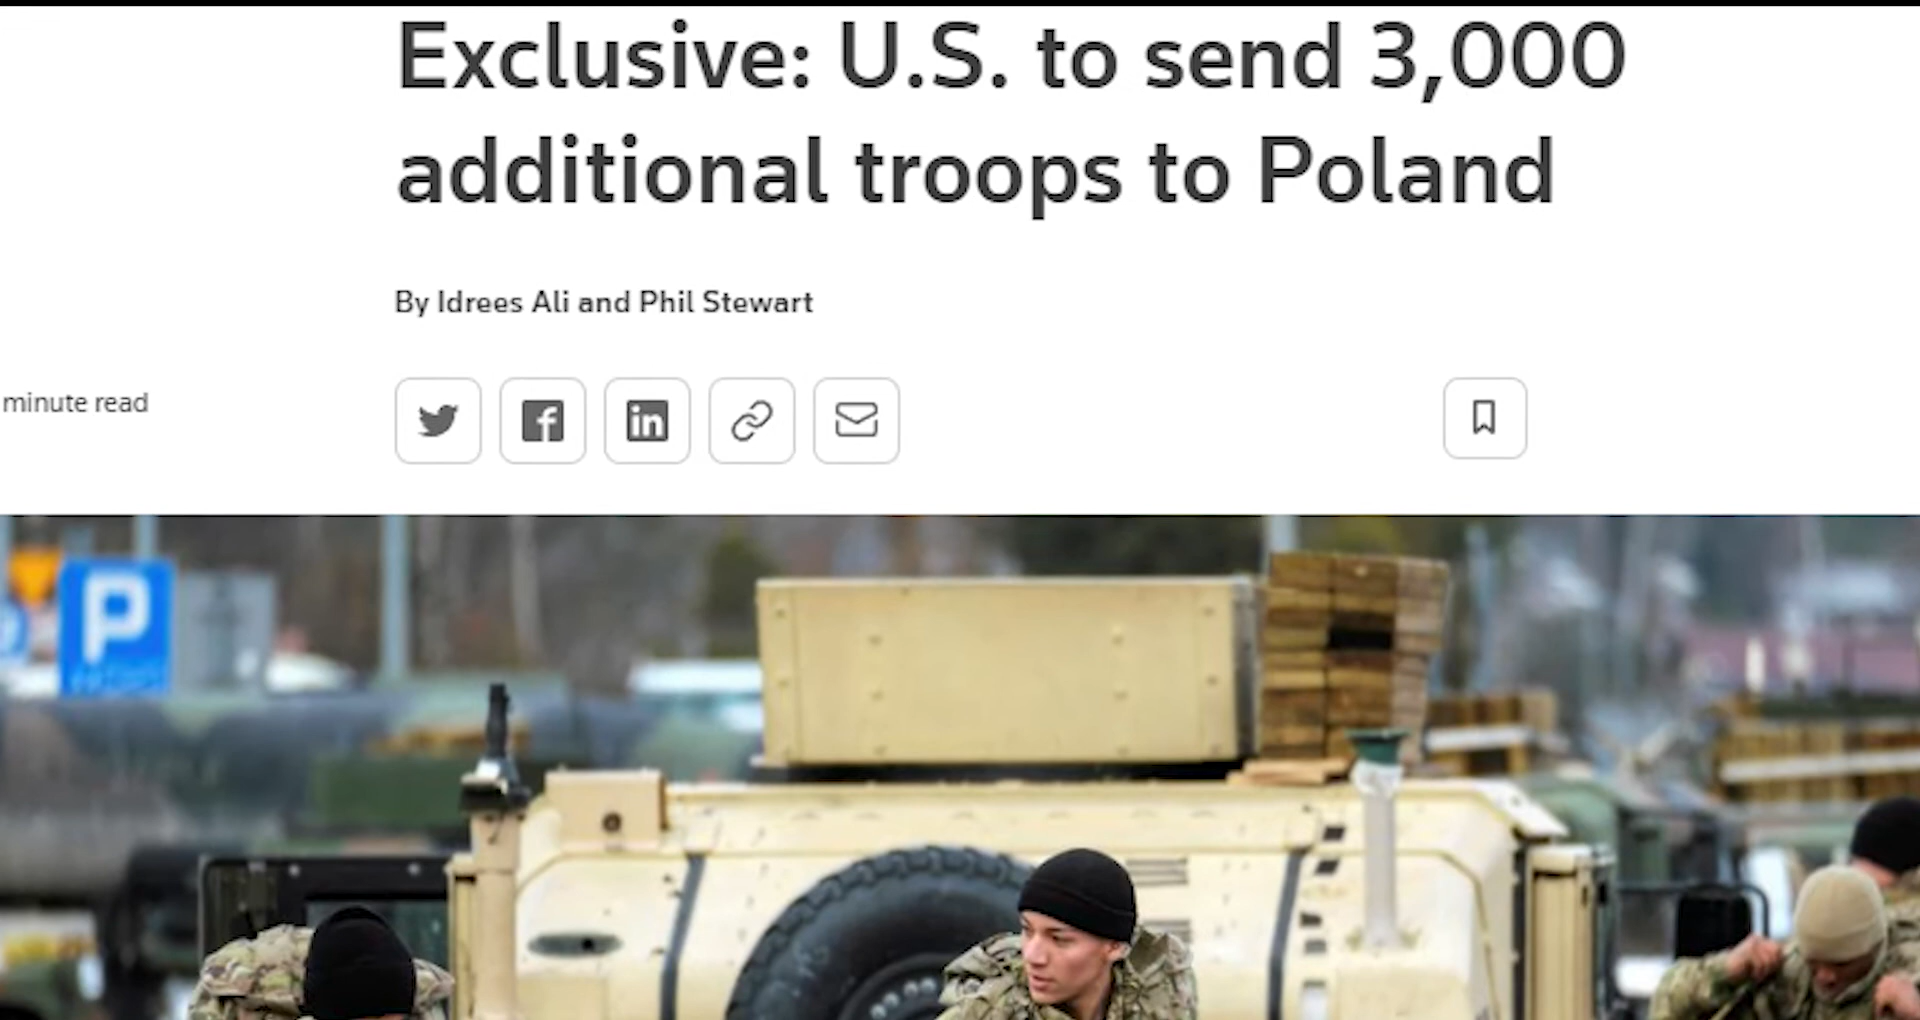 Exclusive: U.S. to send 3,000
additional troops to Poland
By Idrees Ali and Phil Stewart
minute read
P